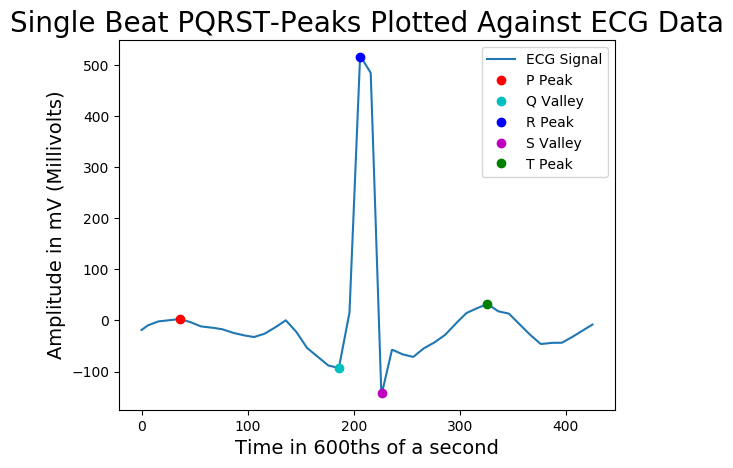 Single Beat PQRST-Peaks Plotted Against ECG Data
ECG Signal
P Peak
Q Valley
R Peak
S Valley
T Peak
500
400
300
200
100
0
−100
Amplitude in mV (Millivolts)
0 100 200 300 400
Time in 600ths of a second